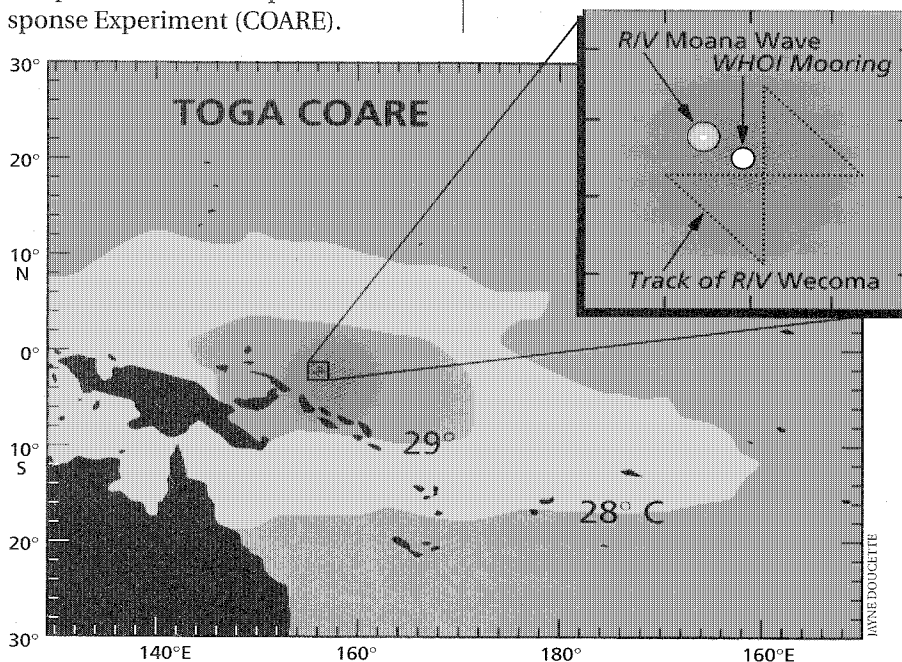 sponse Experiment (COARE).
R/V Moana Wave
WHOI Mooring
Track of R/V Wecoma
TOGA COARE
30°
20°
10°
N
0°
10°
S
20°
30°
29°
28° C
140°E
160°
180°
160°E
JAYNE DOUCETTE